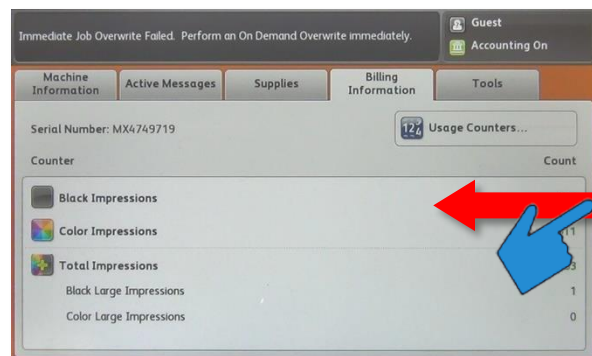 Immediate Job Overwrite Failed. Perform an On Demand Overwrite immediately.
Guest
Accounting On
Machine Information
Active Messages
Supplies
Billing Information
Tools
Serial Number: MX4749719
Usage Counters...
Counter Count
Black Impressions
Color Impressions
Total Impressions
Black Large Impressions 1
Color Large Impressions 0